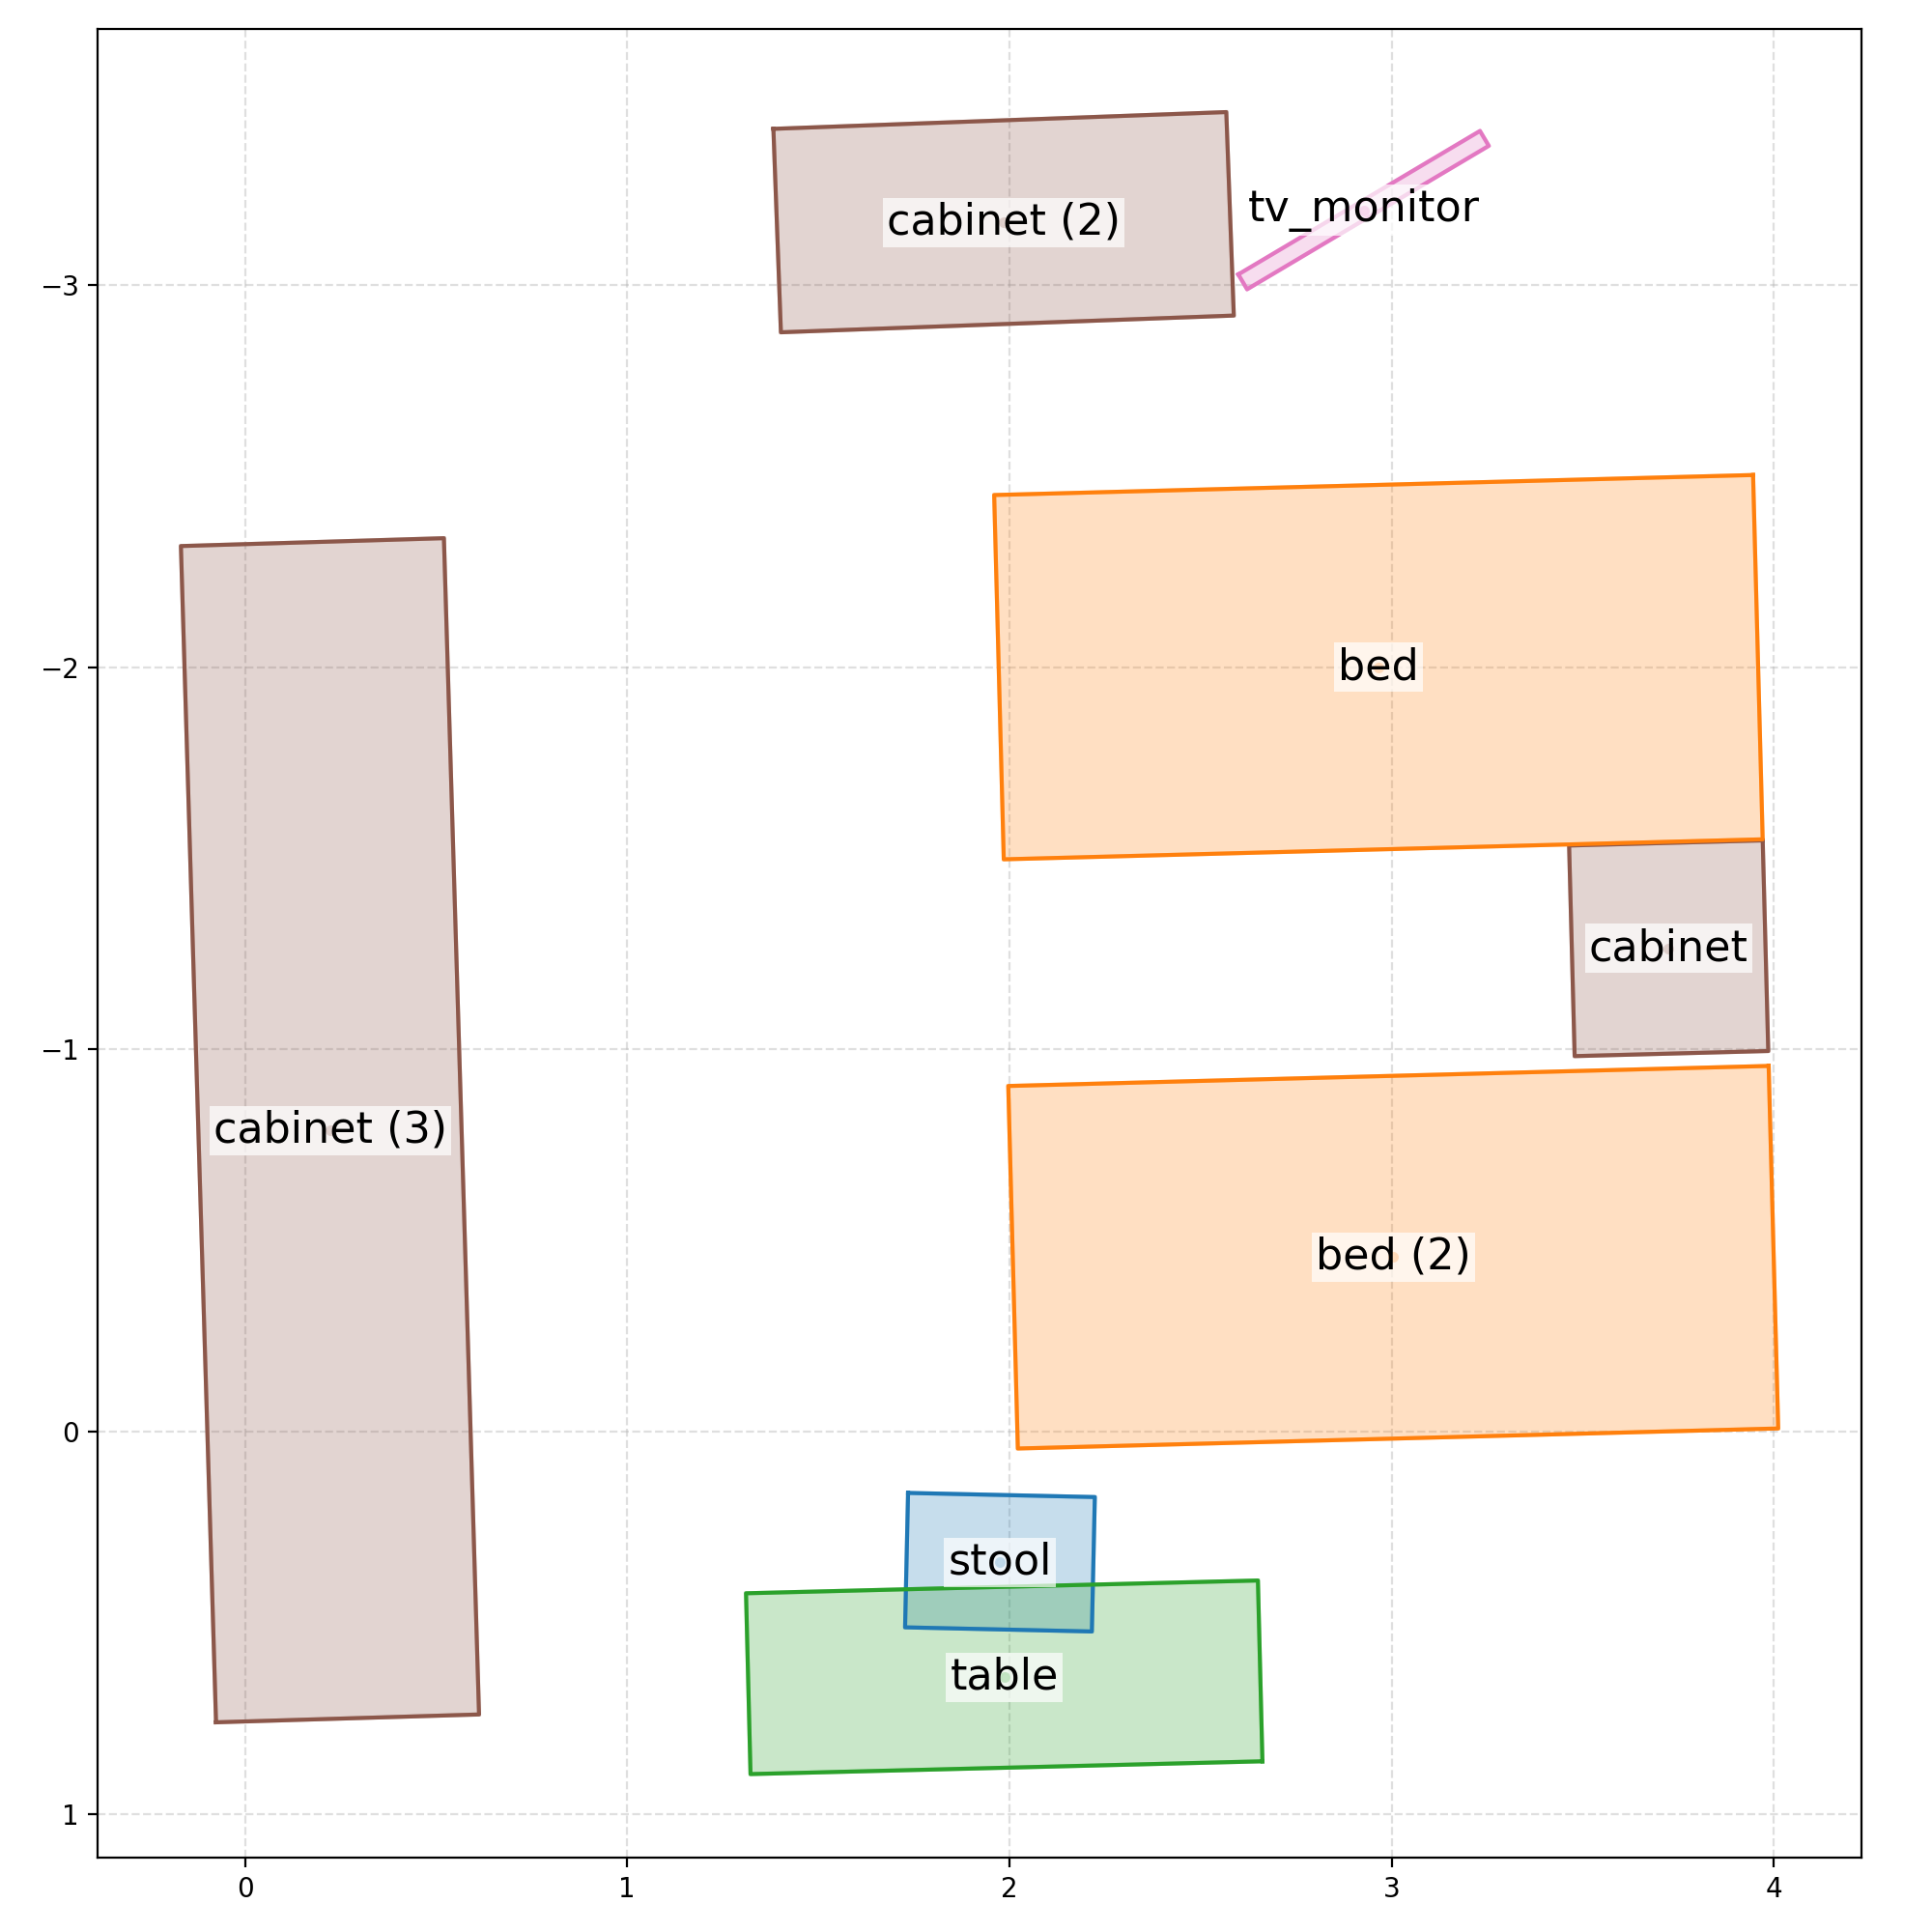 cabinet (2)
tv_monitor
−3
bed
−2
cabinet
−1
cabinet (3)
bed (2)
0
stool
table
1
0 1 2 3 4